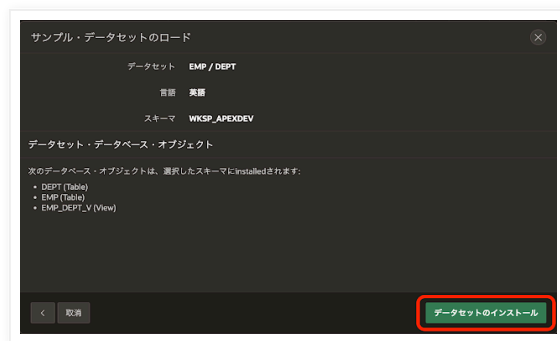 サンプル・データセットのロード
データセット EMP / DEPT
言語 英語
スキーマ WKSP_APEXDEV
データセット・データベース・オブジェクト
次のデータベース・オブジェクトは、選択したスキーマにinstalledされます:
• DEPT (Table)
• EMP (Table)
• EMP_DEPT_V (View)
取消 データセットのインストール